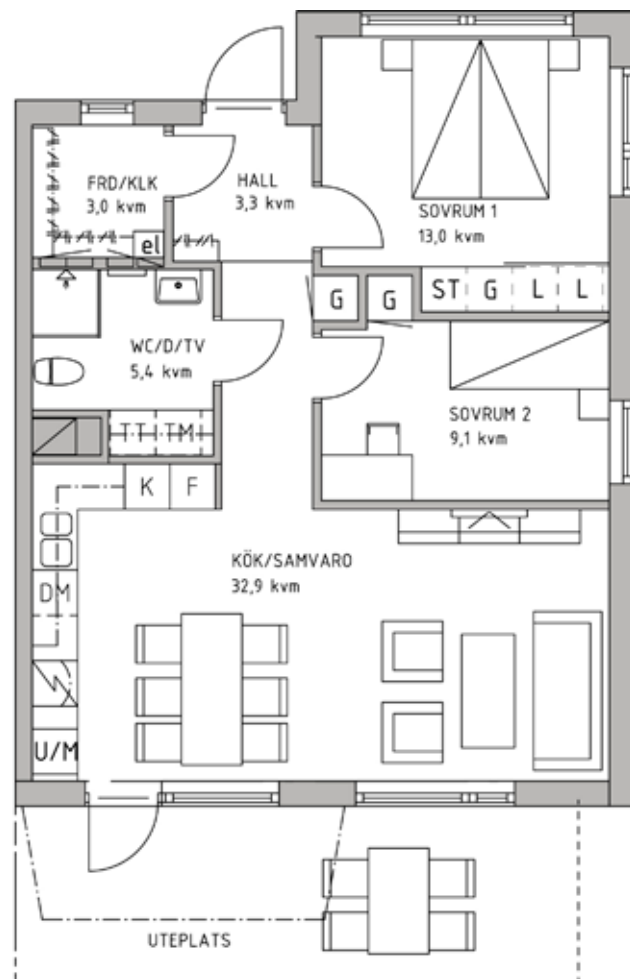 FRD/KLK
3,0 kvm
el
HALL
3,3 kvm
SOVRUM 1
13,0 kvm
G
G
ST G L L
WC/D/TV
5,4 kvm
TT TM
SOVRUM 2
9,1 kvm
K F
KÖK/SAMVARO
32,9 kvm
DM
U/M
UTEPLATS